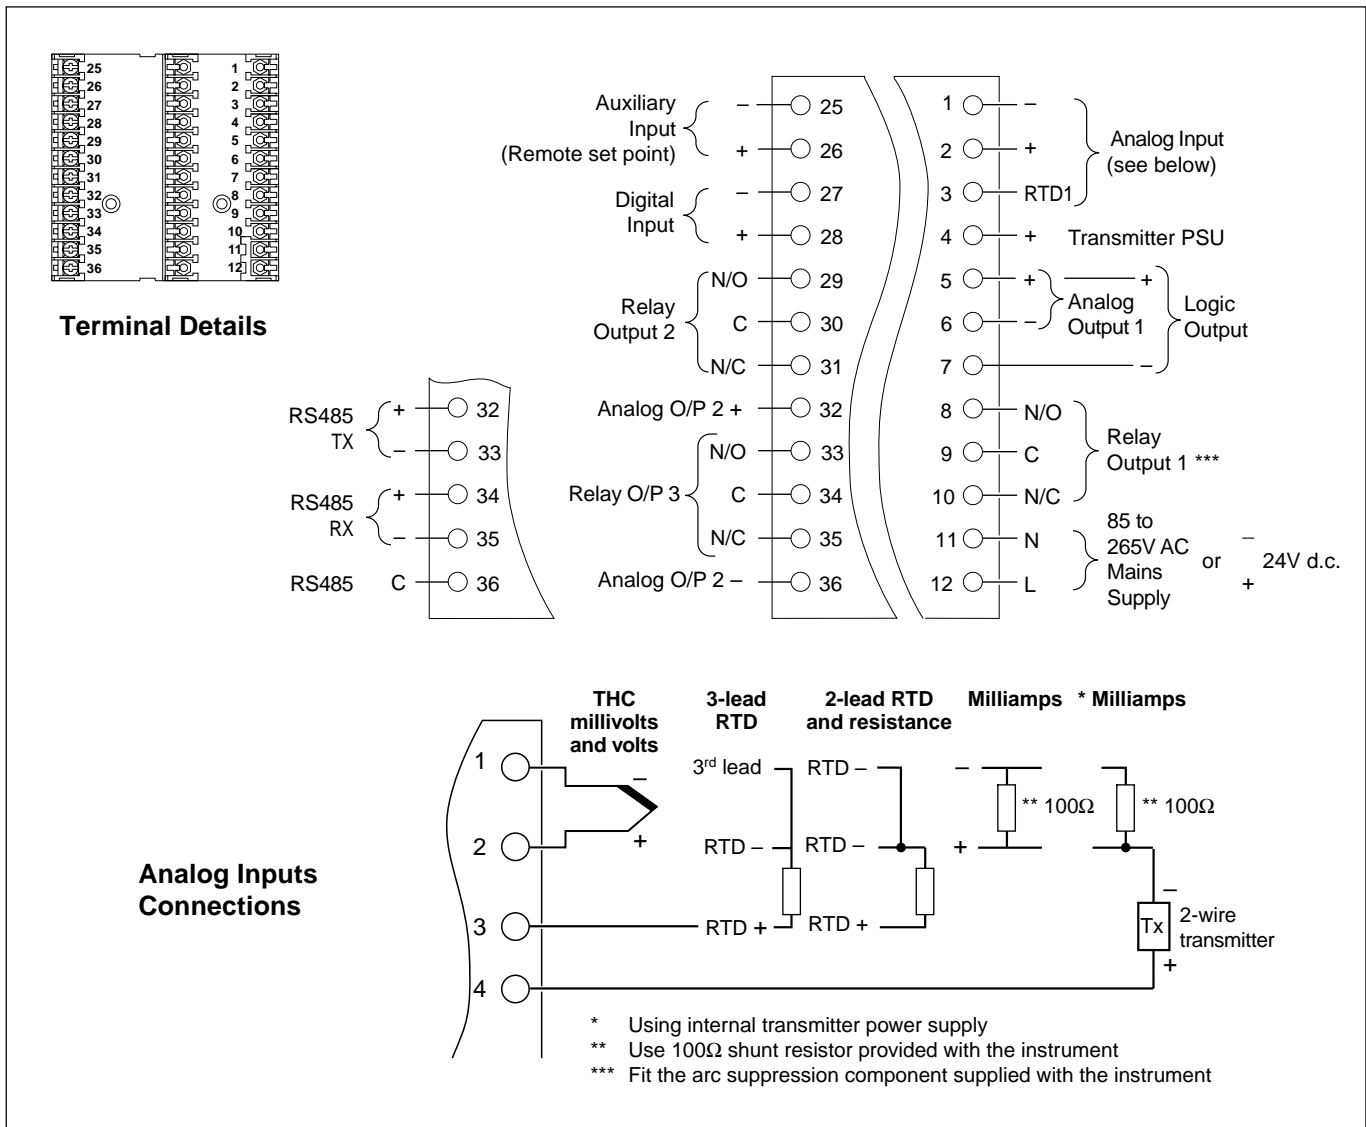 25 1
26 2
27 3
28 4
29 5
30 6
31 7
32 8
33 9
34 10
35 11
36 12
Terminal Details
Auxiliary
Input
(Remote set point)
– 25
+ 26
Digital
Input
– 27
+ 28
Relay
Output 2
N/O 29
C 30
N/C 31
Analog O/P 2 + 32
Relay O/P 3
N/O 33
C 34
N/C 35
Analog O/P 2 – 36
1 –
2 +
3 RTD1
Analog Input
(see below)
4 + Transmitter PSU
5 + +
6 –
7 –
Analog
Output 1
Logic
Output
8 N/O
9 C
10 N/C
Relay
Output 1 ***
11 N
12 L
85 to
265V AC
Mains
Supply
or
–
+
24V d.c.
RS485
TX
+ 32
– 33
RS485
RX
+ 34
– 35
RS485 C 36
Analog Inputs
Connections
1
2
3
4
THC
millivolts
and volts
–
+
3-lead
RTD
3rd lead
RTD –
RTD +
2-lead RTD
and resistance
RTD –
RTD –
RTD +
Milliamps
–
** 100Ω
+
* Milliamps
** 100Ω
–
Tx
2-wire
transmitter
+
* Using internal transmitter power supply
** Use 100Ω shunt resistor provided with the instrument
*** Fit the arc suppression component supplied with the instrument